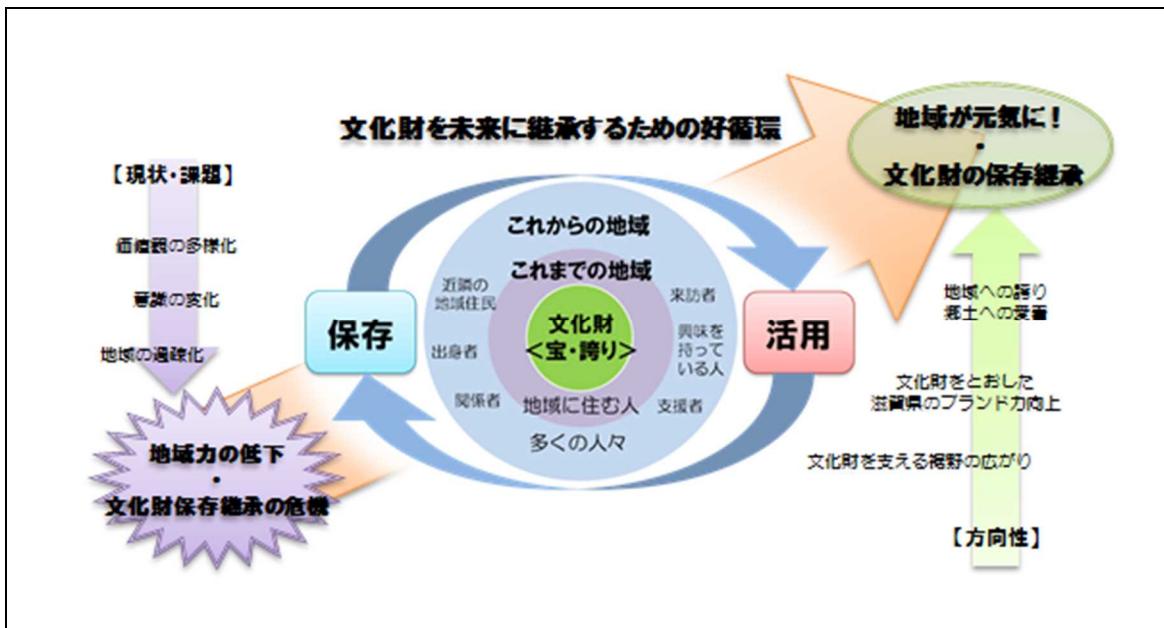 文化財を未来に継承するための好循環
地域が元気に!
・
文化財の保存継承
【現状・課題】
価値観の多様化
意識の変化
地域の過疎化
地域力の低下
・
文化財保存継承の危機
保存
これからの地域
これまでの地域
近隣の
地域住民
出身者
関係者
文化財
<宝・誇り>
地域に住む人
多くの人々
来訪者
興味を
持って
いる人
支援者
活用
地域への誇り
郷土への愛着
文化財をとおした
滋賀県のブランド力向上
文化財を支える裾野の広がり
【方向性】